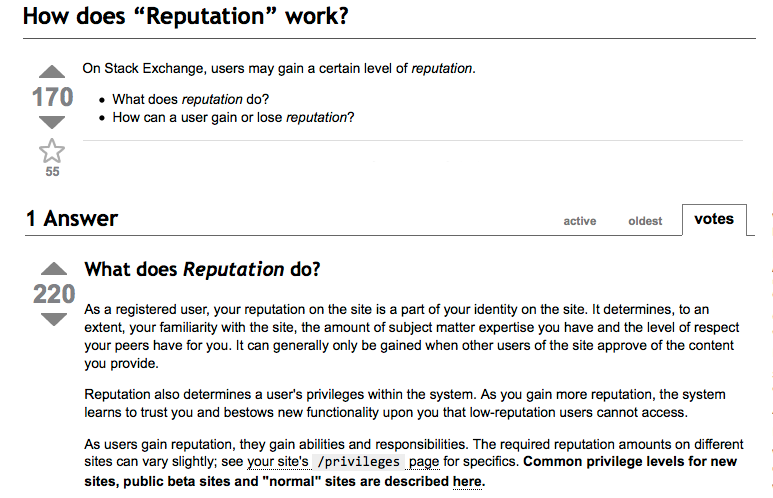 How does “Reputation” work?
On Stack Exchange, users may gain a certain level of reputation.
170
• What does reputation do?
• How can a user gain or lose reputation?
55
1 Answer
active oldest votes
What does Reputation do?
220
As a registered user, your reputation on the site is a part of your identity on the site. It determines, to an
extent, your familiarity with the site, the amount of subject matter expertise you have and the level of respect
your peers have for you. It can generally only be gained when other users of the site approve of the content
you provide.
Reputation also determines a user's privileges within the system. As you gain more reputation, the system
learns to trust you and bestows new functionality upon you that low-reputation users cannot access.
As users gain reputation, they gain abilities and responsibilities. The required reputation amounts on different
sites can vary slightly; see your site's /privileges page for specifics. Common privilege levels for new
sites, public beta sites and "normal" sites are described here.